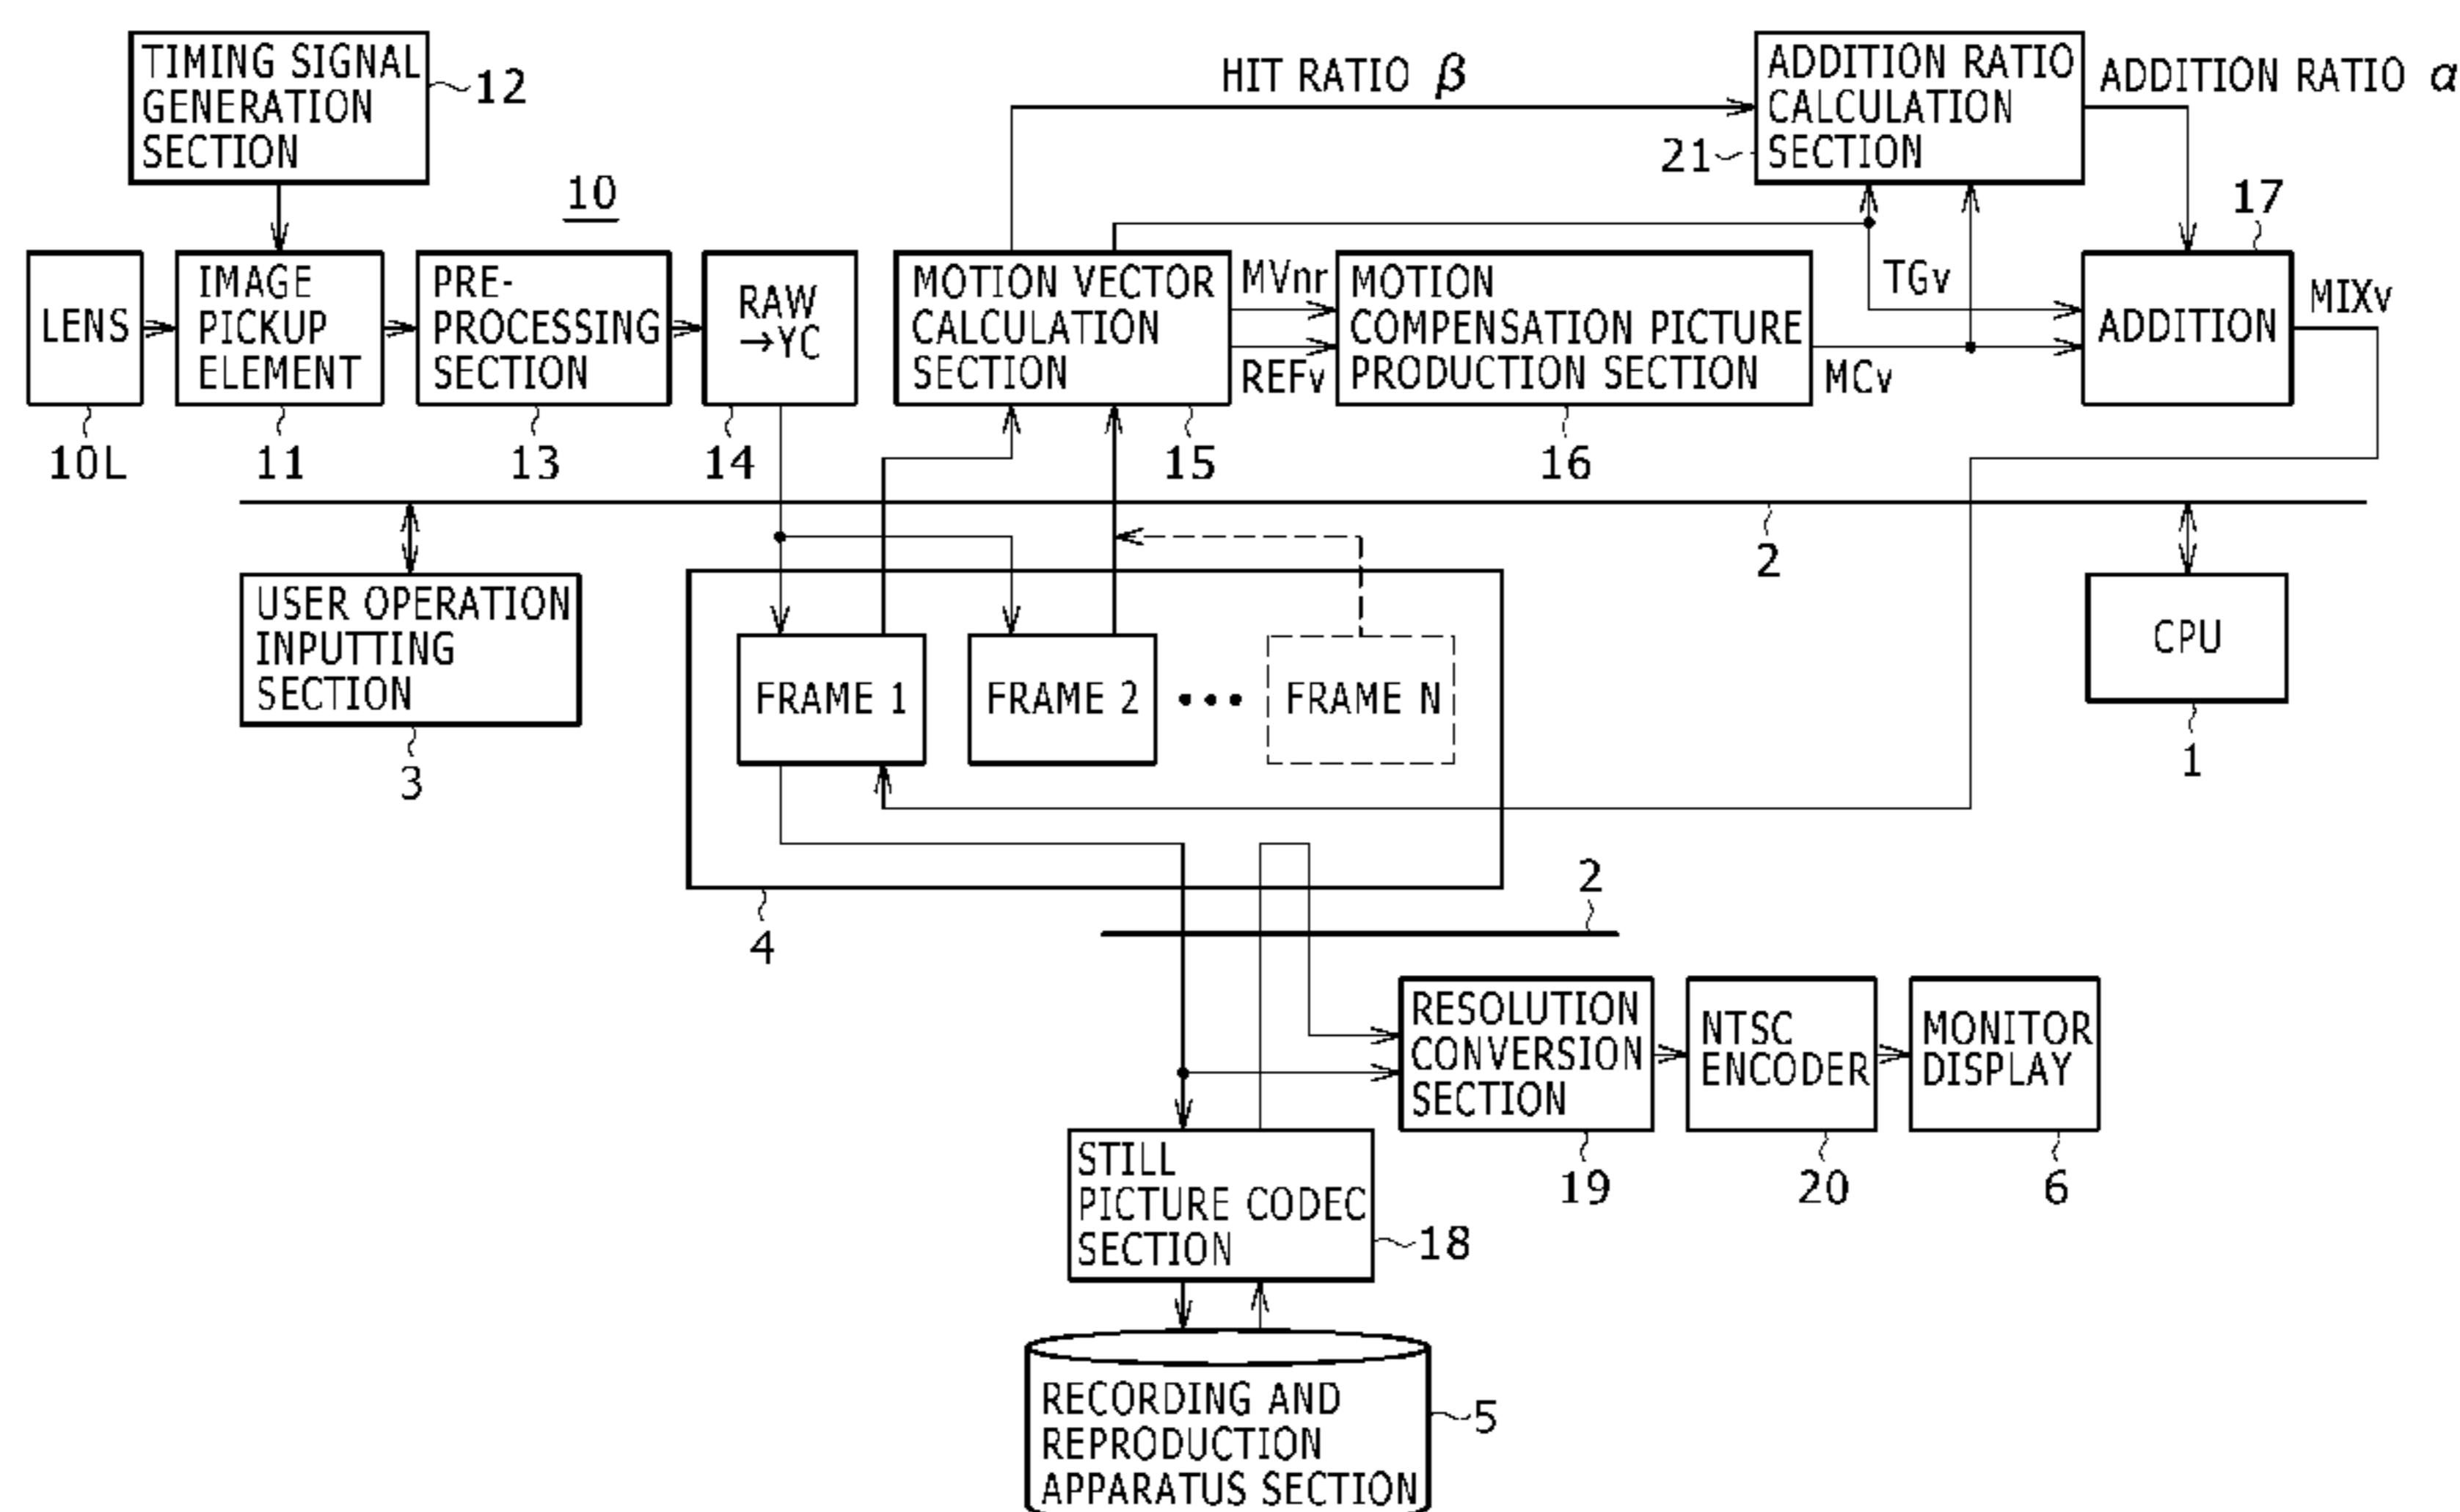 TIMING SIGNAL
GENERATION
SECTION
12
HIT RATIO β
ADDITION RATIO
CALCULATION
SECTION
21
ADDITION RATIO α
10
LENS
10L
IMAGE
PICKUP
ELEMENT
11
PRE-
PROCESSING
SECTION
13
RAW
→YC
14
MOTION VECTOR
CALCULATION
SECTION
15
MVnr
REFv
MOTION
COMPENSATION PICTURE
PRODUCTION SECTION
16
TGv
MCv
17
ADDITION
MIXv
2
USER OPERATION
INPUTTING
SECTION
3
FRAME 1
FRAME 2
•••
FRAME N
4
CPU
1
2
RESOLUTION
CONVERSION
SECTION
19
NTSC
ENCODER
20
MONITOR
DISPLAY
6
STILL
PICTURE CODEC
SECTION
18
RECORDING AND
REPRODUCTION
APPARATUS SECTION
5